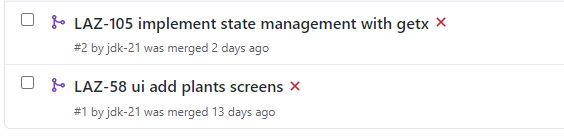 LAZ-105 implement state management with getx
#2 by jdk-21 was merged 2 days ago
LAZ-58 ui add plants screens
#1 by jdk-21 was merged 13 days ago